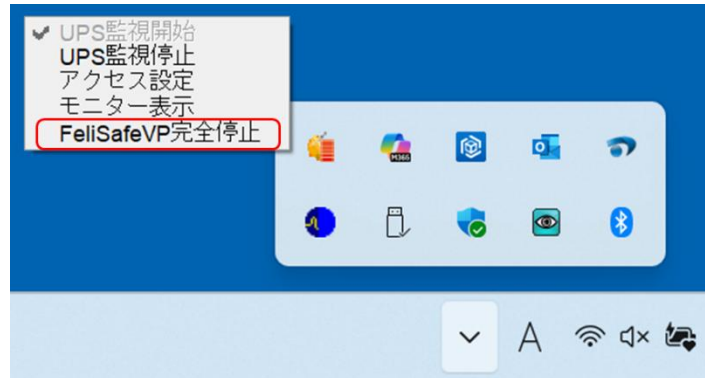 UPS監視開始
UPS監視停止
アクセス設定
モニター表示
FeliSafeVP完全停止
M365
A